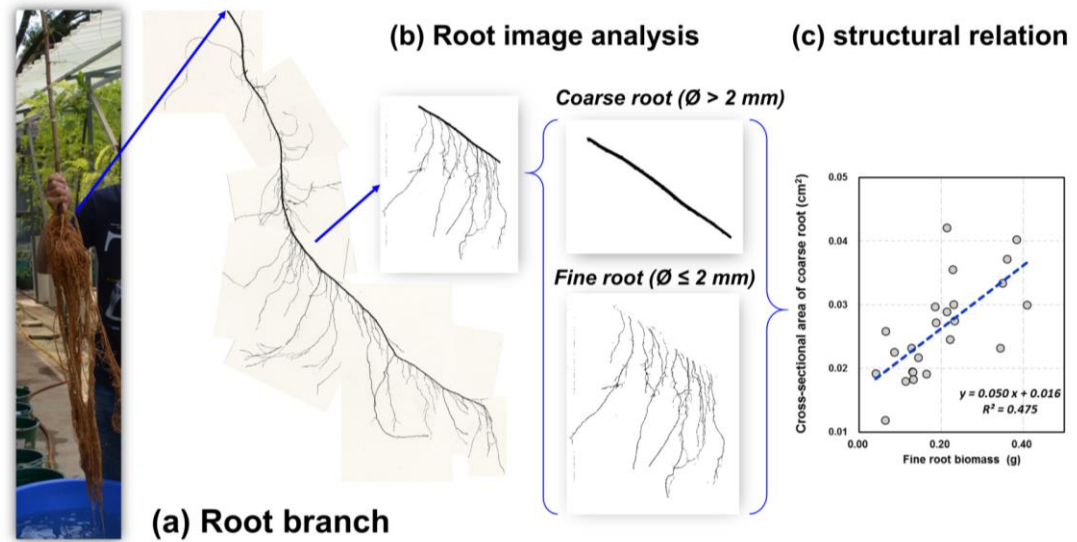 (b) Root image analysis
(c) structural relation
Coarse root (Ø > 2 mm)
Fine root (Ø ≤ 2 mm)
(a) Root branch
Cross-sectional area of coarse root (cm²)
0.05
0.04
0.03
0.02
0.01
y = 0.050 x + 0.016
R² = 0.475
0.00
0.20
0.40
Fine root biomass (g)